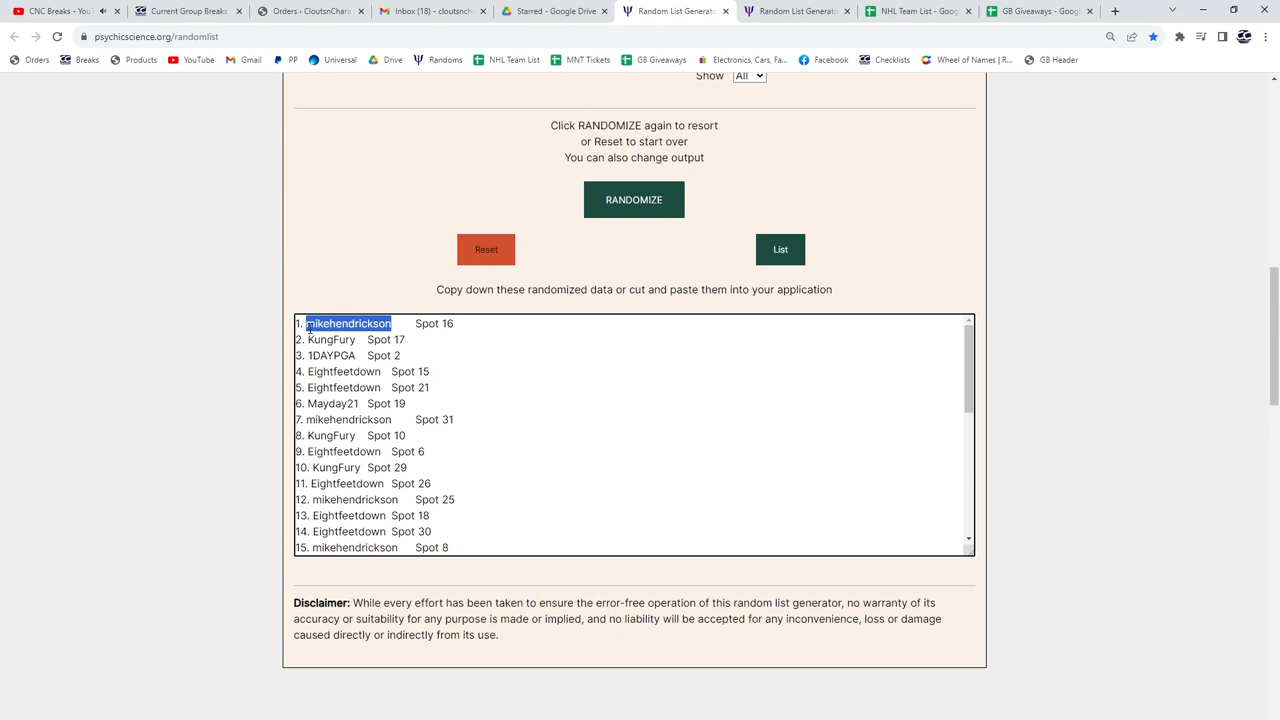 CNC Breaks - YouT
Current Group Breaks
Orders < CloutsnChara
Inbox (18) - cloutsnch
Starred - Google Drive
Random List Generato
Random List Generato
NHL Team List - Goog
GB Giveaways - Goog
psychicscience.org/randomlist
Orders
Breaks
Products
YouTube
Gmail
PP
Universal
Drive
Randoms
NHL Team List
MNT Tickets
GB Giveaways
Electronics, Cars, Fa...
Facebook
Checklists
Wheel of Names | R...
GB Header
Show All
Click RANDOMIZE again to resort
or Reset to start over
You can also change output
RANDOMIZE
Reset
List
Copy down these randomized data or cut and paste them into your application
1. mikehendrickson Spot 16
2. KungFury Spot 17
3. 1DAYPGA Spot 2
4. Eightfeetdown Spot 15
5. Eightfeetdown Spot 21
6. Mayday21 Spot 19
7. mikehendrickson Spot 31
8. KungFury Spot 10
9. Eightfeetdown Spot 6
10. KungFury Spot 29
11. Eightfeetdown Spot 26
12. mikehendrickson Spot 25
13. Eightfeetdown Spot 18
14. Eightfeetdown Spot 30
15. mikehendrickson Spot 8
Disclaimer: While every effort has been taken to ensure the error-free operation of this random list generator, no warranty of its
accuracy or suitability for any purpose is made or implied, and no liability will be accepted for any inconvenience, loss or damage
caused directly or indirectly from its use.